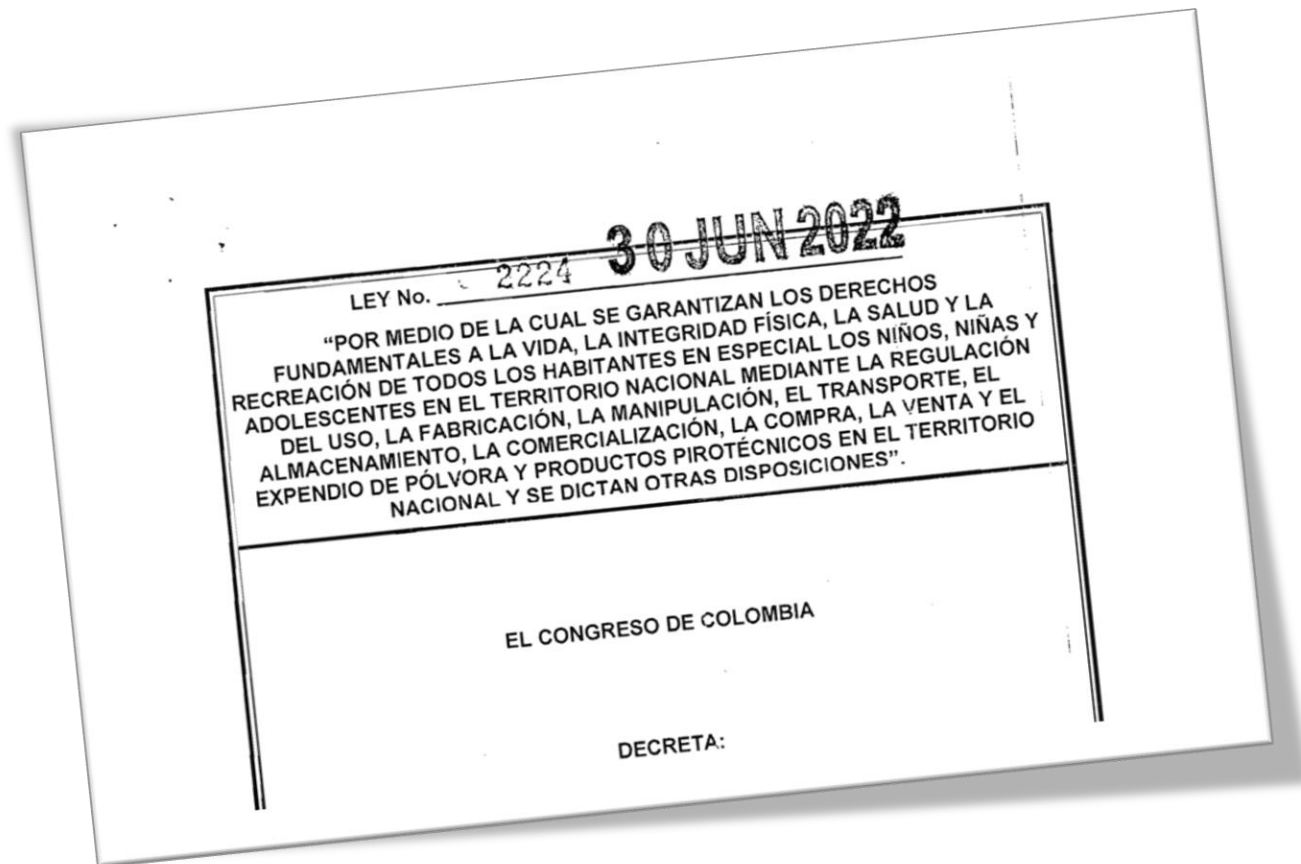 30 JUN 2022
LEY No. 2224
“POR MEDIO DE LA CUAL SE GARANTIZAN LOS DERECHOS
FUNDAMENTALES A LA VIDA, LA INTEGRIDAD FÍSICA, LA SALUD Y LA
RECREACIÓN DE TODOS LOS HABITANTES EN ESPECIAL LOS NIÑOS, NIÑAS Y
ADOLESCENTES EN EL TERRITORIO NACIONAL MEDIANTE LA REGULACIÓN
DEL USO, LA FABRICACIÓN, LA MANIPULACIÓN, EL TRANSPORTE, EL
ALMACENAMIENTO, LA COMERCIALIZACIÓN, LA COMPRA, LA VENTA Y EL
EXPENDIO DE PÓLVORA Y PRODUCTOS PIROTÉCNICOS EN EL TERRITORIO
NACIONAL Y SE DICTAN OTRAS DISPOSICIONES”.
EL CONGRESO DE COLOMBIA
DECRETA: